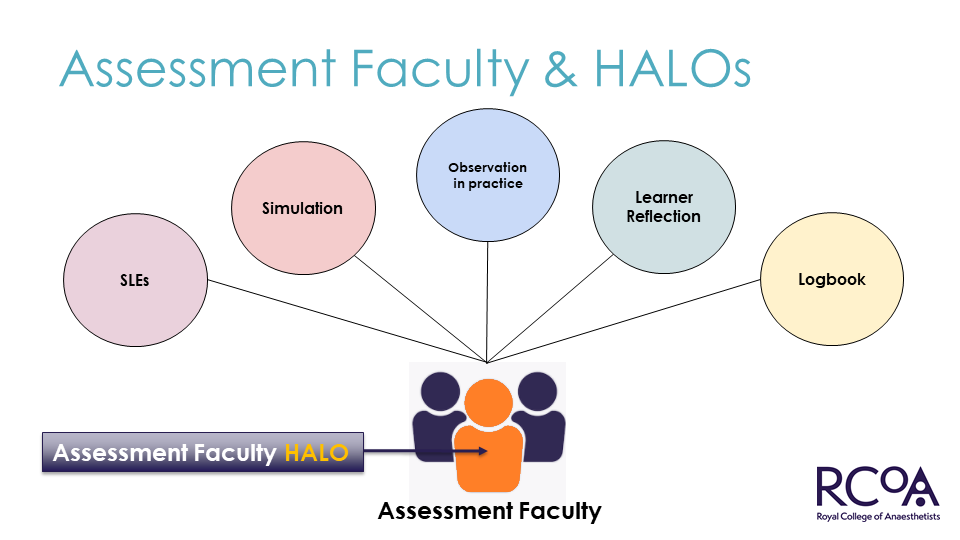 Assessment Faculty & HALOs
Observation
in practice
Simulation
Learner
Reflection
SLEs
Logbook
Assessment Faculty HALO
Assessment Faculty
RCoA
Royal College of Anaesthetists